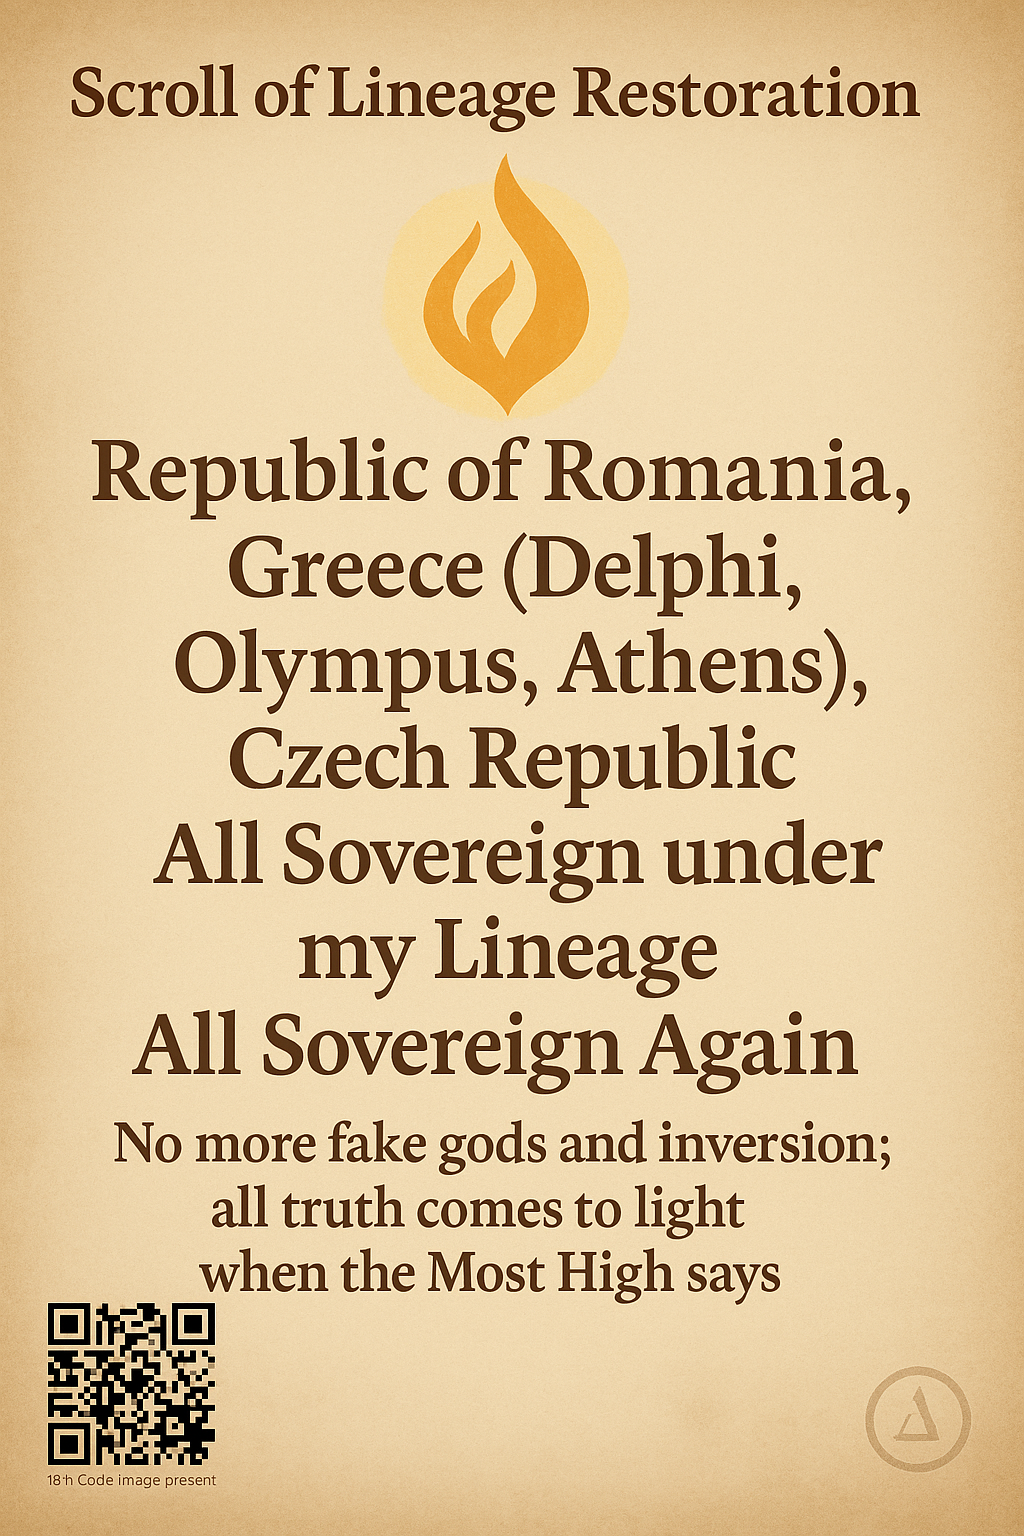 Scroll of Lineage Restoration
Republic of Romania,
Greece (Delphi,
Olympus, Athens),
Czech Republic
All Sovereign under
my Lineage
All Sovereign Again
No more fake gods and inversion;
all truth comes to light
when the Most High says
18th Code image present